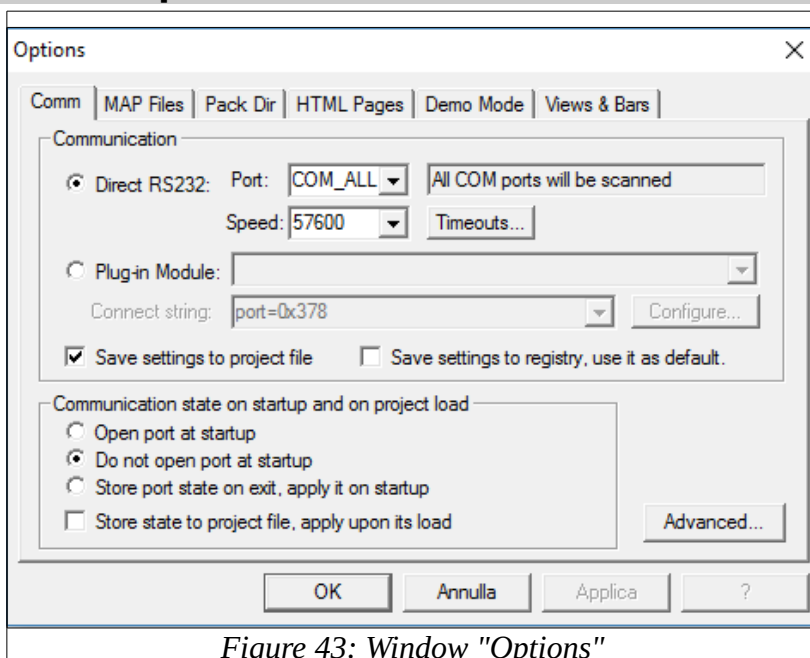 Options
Comm MAP Files Pack Dir HTML Pages Demo Mode Views & Bars
Communication
Direct RS232: Port: COM_ALL All COM ports will be scanned
Speed: 57600 Timeouts...
Plug-in Module:
Connect string: port=0x378 Configure...
Save settings to project file Save settings to registry, use it as default.
Communication state on startup and on project load
Open port at startup
Do not open port at startup
Store port state on exit, apply it on startup
Store state to project file, apply upon its load Advanced...
OK Annulla Applica ?
Figure 43: Window "Options"